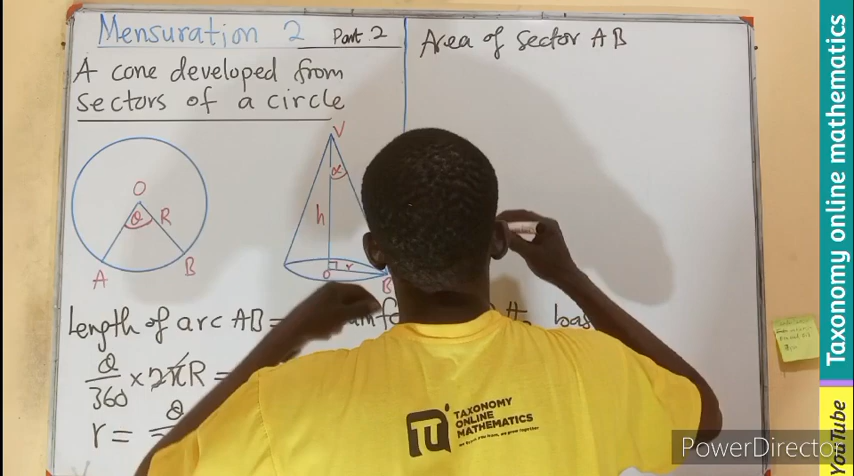 Mensuration 2 Part 2
A cone developed from
sectors of a circle
O
θ R
A B
V
α
h
O r
B
Length of arc AB =
θ/360 × 2πR =
r = θ
Area of sector AB
bas
TAXONOMY
ONLINE
MATHEMATICS
PowerDirector
Taxonomy online mathematics
YouTube